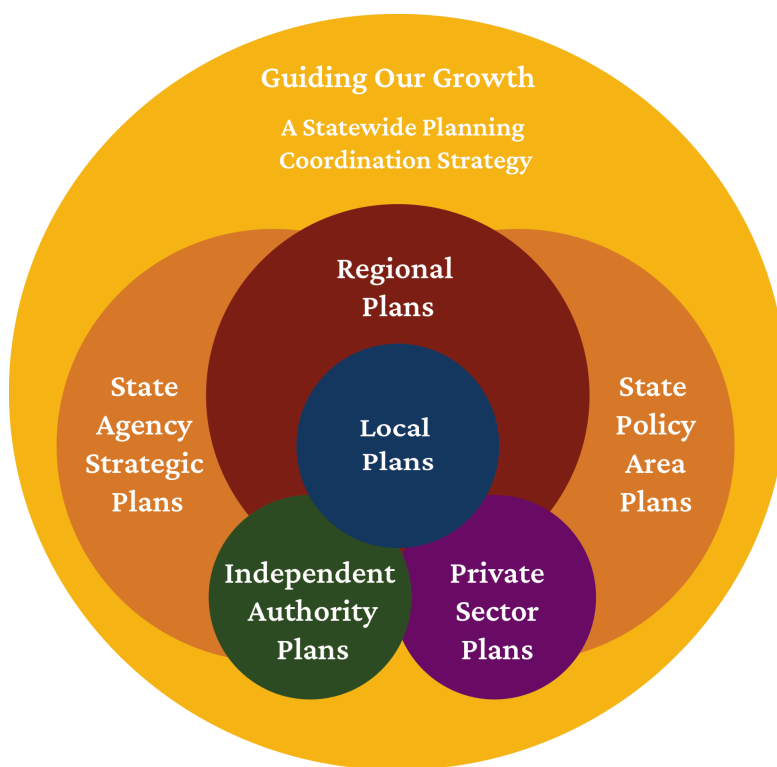 Guiding Our Growth
A Statewide Planning
Coordination Strategy
Regional
Plans
State
Agency
Strategic
Plans
Local
Plans
State
Policy
Area
Plans
Independent
Authority
Plans
Private
Sector
Plans